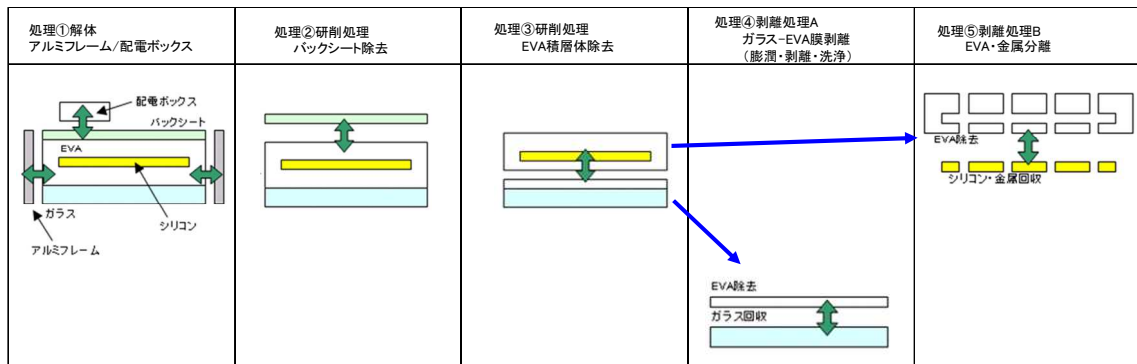 処理①解体
アルミフレーム/配電ボックス
処理②研削処理
バックシート除去
処理③研削処理
EVA積層体除去
処理④剥離処理A
ガラス-EVA膜剥離
(膨潤・剥離・洗浄)
処理⑤剥離処理B
EVA・金属分離
配電ボックス
バックシート
EVA
ガラス
シリコン
アルミフレーム
EVA除去
ガラス回収
EVA除去
シリコン・金属回収